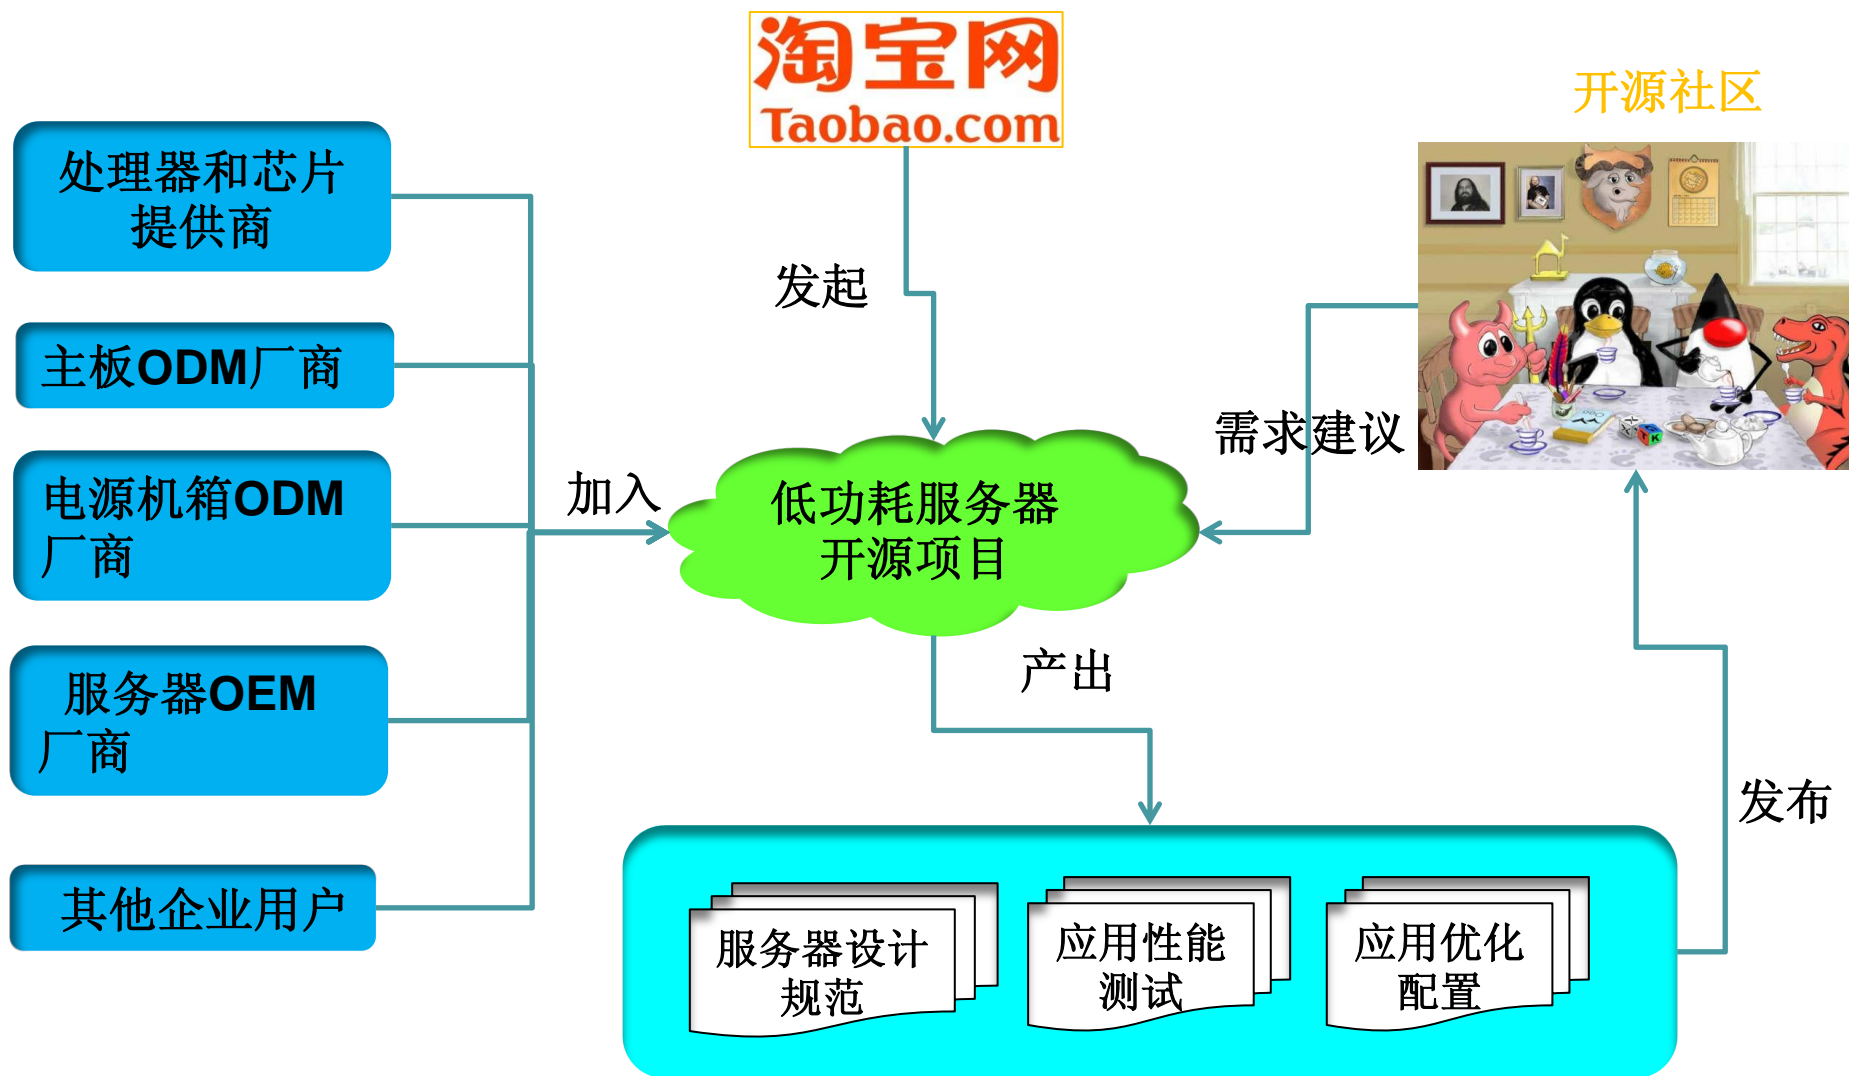 淘宝网
Taobao.com
开源社区
处理器和芯片
提供商
发起
主板ODM厂商
需求建议
电源机箱ODM
厂商
加入
低功耗服务器
开源项目
服务器OEM
厂商
产出
发布
其他企业用户
服务器设计
规范
应用性能
测试
应用优化
配置